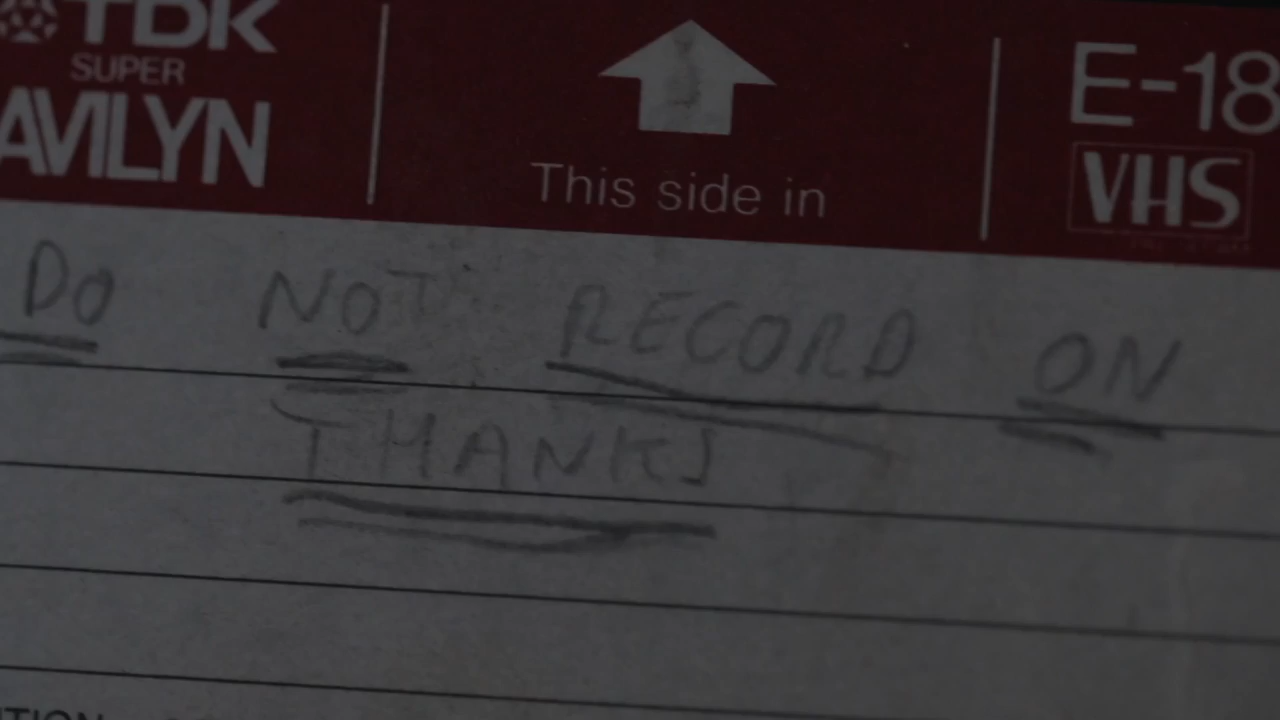 TDK
SUPER
AVILYN
This side in
E-18
VHS
DO NOT RECORD ON
THANKS